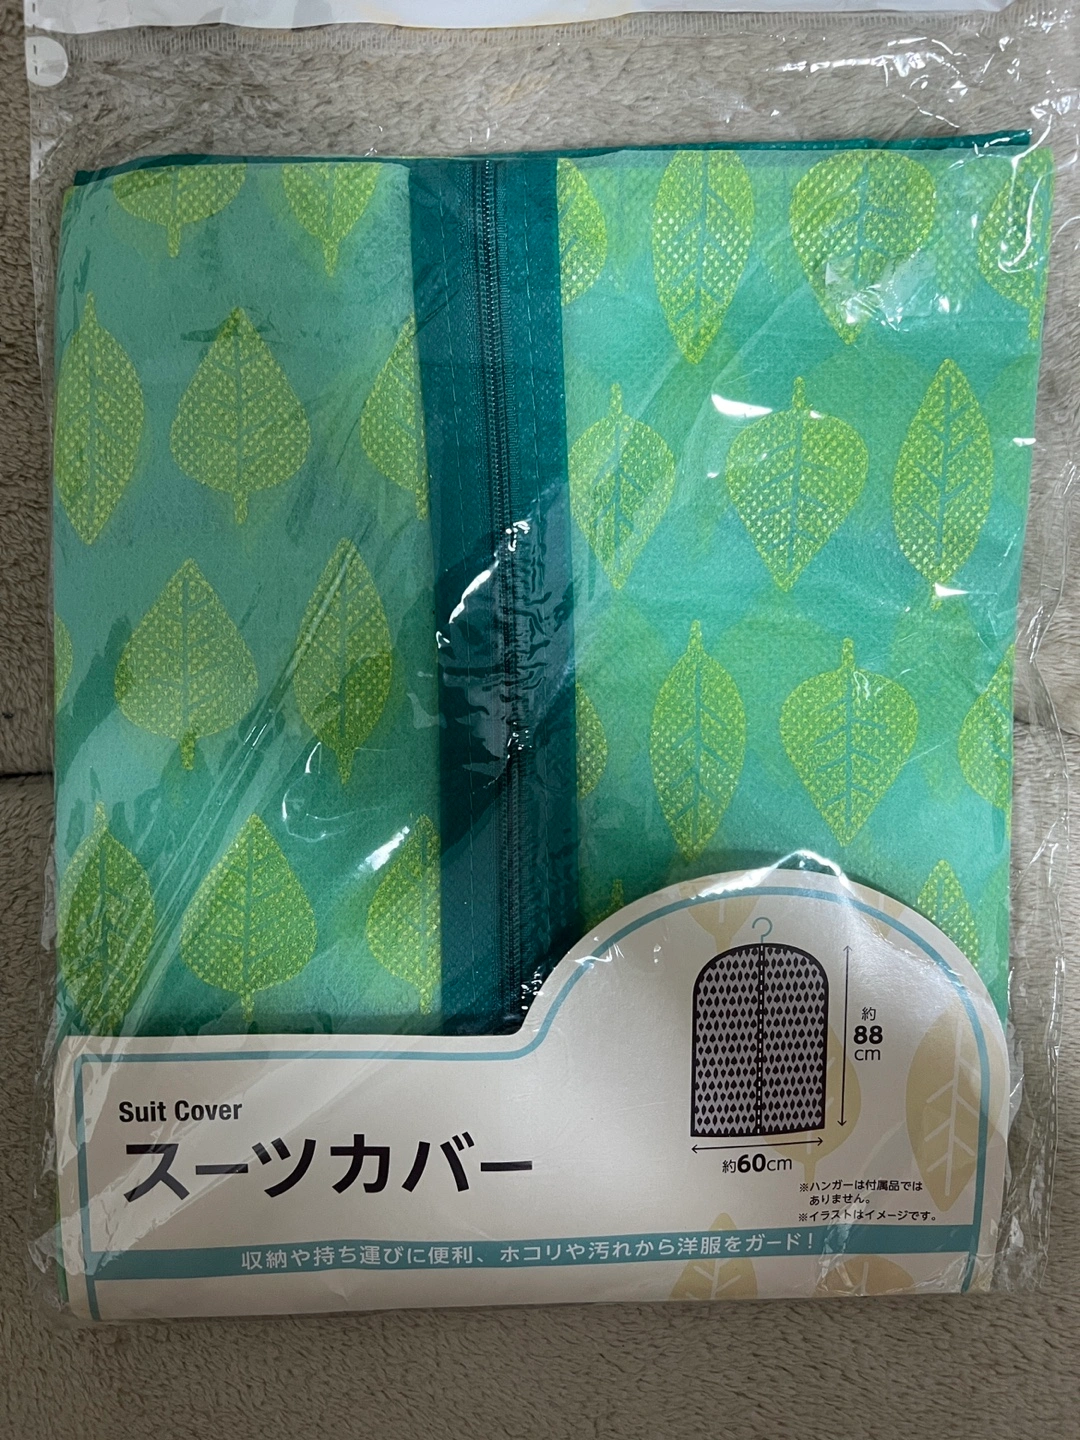 Suit Cover
スーツカバー
約
88
cm
約60cm
※ハンガーは付属品では
ありません。
※イラストはイメージです。
収納や持ち運びに便利、ホコリや汚れから洋服をガード！